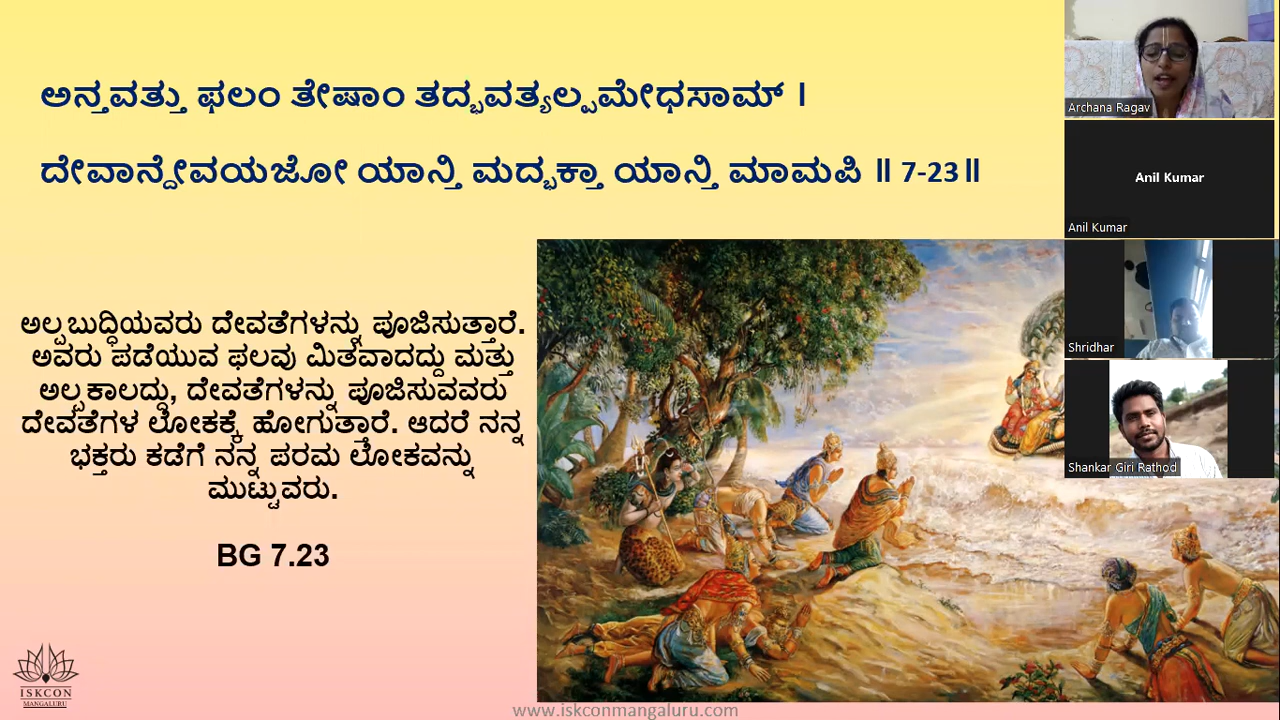 ಅನ್ತವತ್ತು ಫಲಂ ತೇಷಾಂ ತದ್ಭವತ್ಯಲ್ಪಮೇಧಸಾಮ್ ।
ದೇವಾನ್ದೇವಯಜೋ ಯಾನ್ತಿ ಮದ್ಭಕ್ತಾ ಯಾನ್ತಿ ಮಾಮಪಿ ॥ 7-23॥
ಅಲ್ಪಬುದ್ಧಿಯವರು ದೇವತೆಗಳನ್ನು ಪೂಜಿಸುತ್ತಾರೆ.
ಅವರು ಪಡೆಯುವ ಫಲವು ಮಿತವಾದದ್ದು ಮತ್ತು
ಅಲ್ಪಕಾಲದ್ದು, ದೇವತೆಗಳನ್ನು ಪೂಜಿಸುವವರು
ದೇವತೆಗಳ ಲೋಕಕ್ಕೆ ಹೋಗುತ್ತಾರೆ. ಆದರೆ ನನ್ನ
ಭಕ್ತರು ಕಡೆಗೆ ನನ್ನ ಪರಮ ಲೋಕವನ್ನು
ಮುಟ್ಟುವರು.
BG 7.23
ISKCON
MANGALURU
www.iskconmangaluru.com
Archana Ragav
Anil Kumar
Anil Kumar
Shridhar
Shankar Giri Rathod